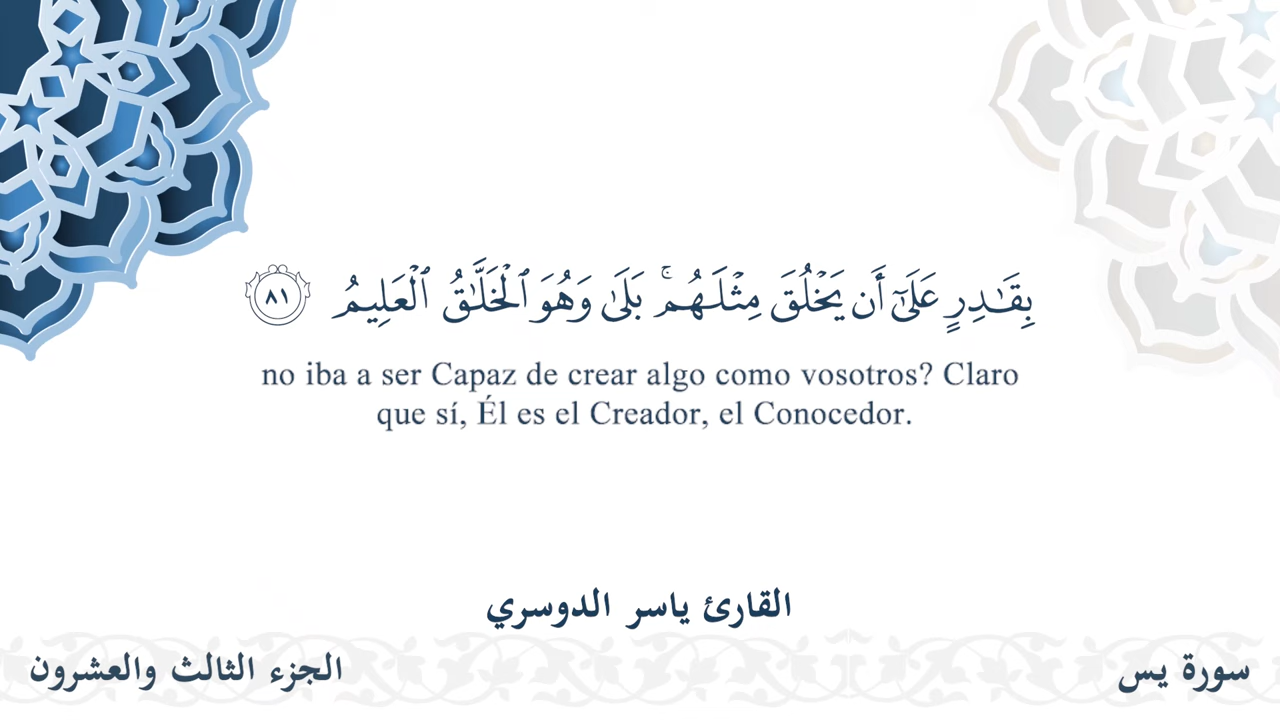 بِقَـٰدِرٍ عَلَىٰٓ أَن يَخْلُقَ مِثْلَهُم ۚ بَلَىٰ وَهُوَ ٱلْخَلَّـٰقُ ٱلْعَلِيمُ ٨١
no iba a ser Capaz de crear algo como vosotros? Claro
que sí, Él es el Creador, el Conocedor.
القارئ ياسر الدوسري
سورة يس
الجزء الثالث والعشرون